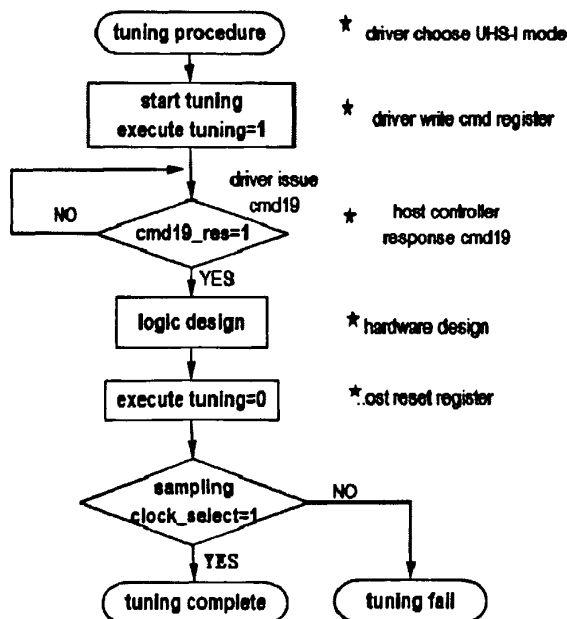 tuning procedure
* driver choose UHS-I mode
start tuning
execute tuning=1
* driver write cmd register
driver issue
cmd19
NO
cmd19_res=1
* host controller
response cmd19
YES
logic design
* hardware design
execute tuning=0
* ..ost reset register
sampling
clock_select=1
NO
YES
tuning complete
tuning fail